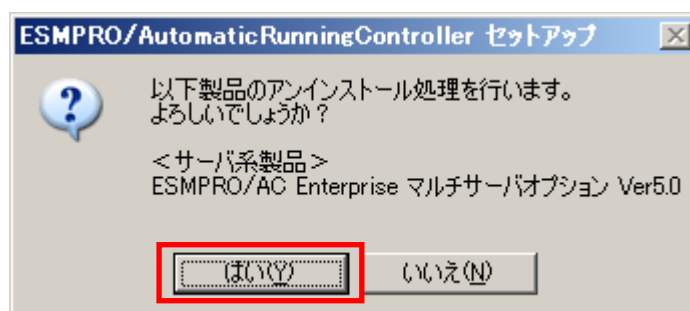 ESMPRO/AutomaticRunningController セットアップ
以下製品のアンインストール処理を行います。
よろしいでしょうか？
＜サーバ系製品＞
ESMPRO/AC Enterprise マルチサーバオプション Ver5.0
はい(Y)
いいえ(N)